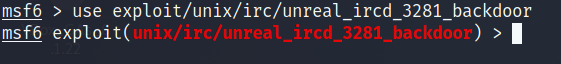 msf6 > use exploit/unix/irc/unreal_ircd_3281_backdoor
msf6 exploit(unix/irc/unreal_ircd_3281_backdoor) >